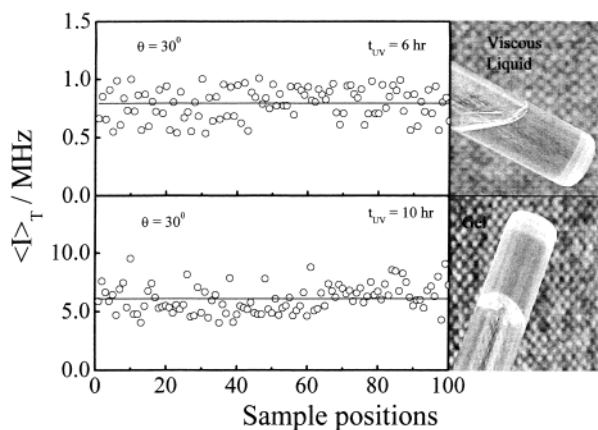 1.5
θ = 30⁰
t_UV = 6 hr
Viscous
Liquid
1.0
0.5
0.0
<I>_T / MHz
θ = 30⁰
t_UV = 10 hr
Gel
10.0
5.0
0.0
0
20
40
60
80
100
Sample positions